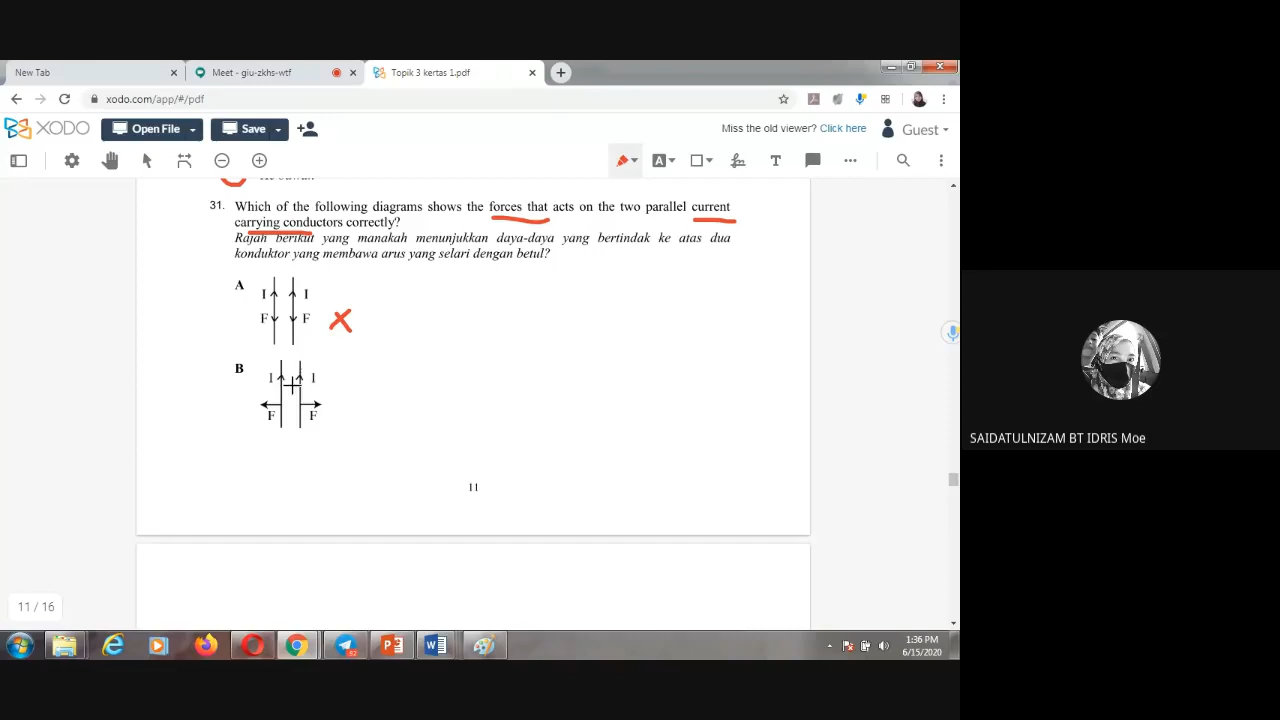 New Tab
Meet - giu-zkhs-wtf
Topik 3 kertas 1.pdf
xodo.com/app/#/pdf
XODO
Open File
Save
Miss the old viewer? Click here
Guest
A
T
31. Which of the following diagrams shows the forces that acts on the two parallel current
carrying conductors correctly?
Rajah berikut yang manakah menunjukkan daya-daya yang bertindak ke atas dua
konduktor yang membawa arus yang selari dengan betul?
A
I I
F F
B
I I
F F
11
11 / 16
SAIDATULNIZAM BT IDRIS Moe
1:36 PM
6/15/2020